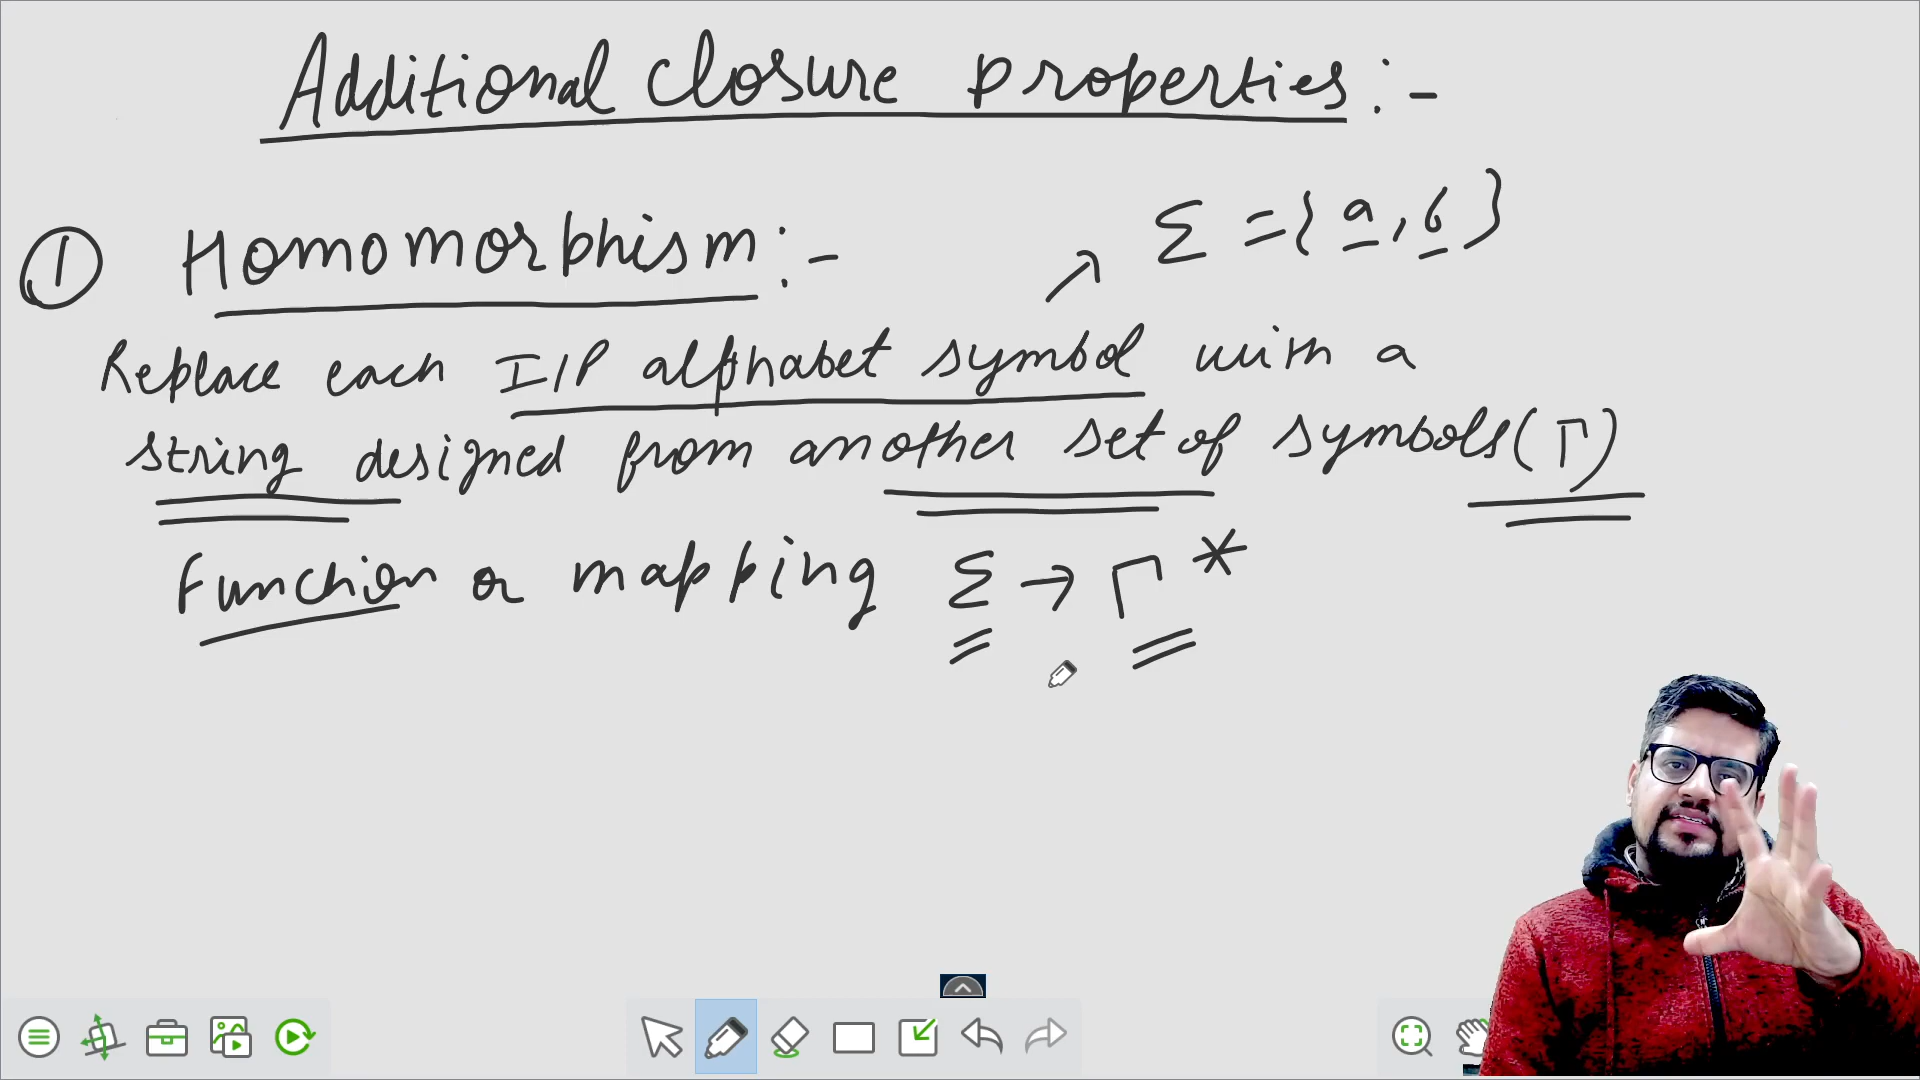 Additional Closure Properties:-
① Homomorphism:-
Σ = {a, b}
Replace each I/P alphabet symbol with a
string designed from another set of symbols (Γ)
Function or mapping Σ → Γ*